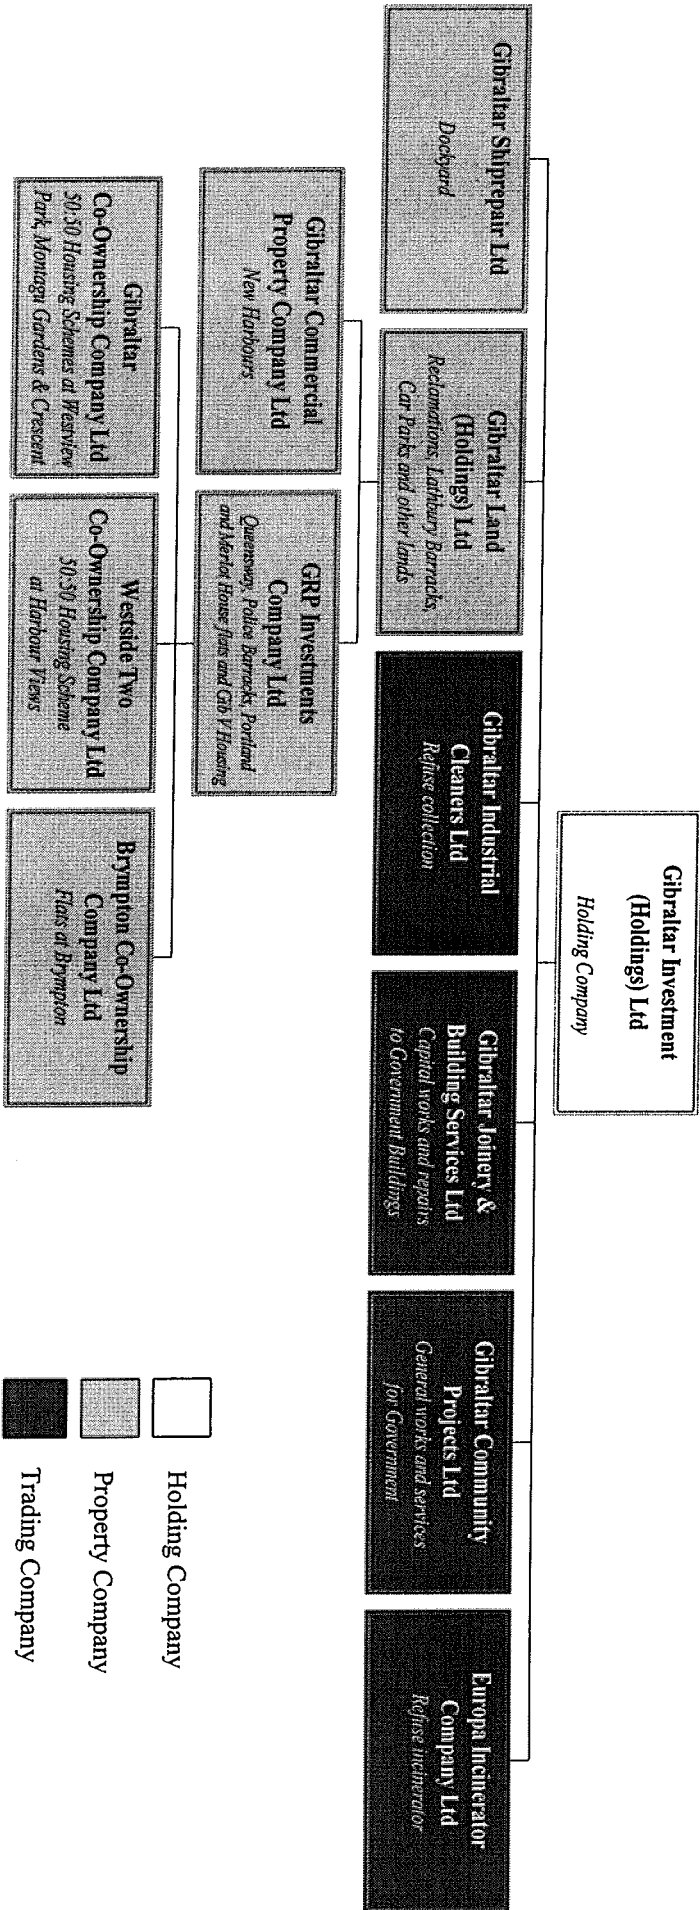 Gibraltar Investment
(Holdings) Ltd
Holding Company
Gibraltar Shiprepair Ltd
Dockyard
Gibraltar Land
(Holdings) Ltd
Reclamations, Lathbury Barracks,
Car Parks and other lands
Gibraltar Industrial
Cleaners Ltd
Refuse collection
Gibraltar Joinery &
Building Services Ltd
Capital works and repairs
to Government Buildings
Gibraltar Community
Projects Ltd
General works and services
for Government
Europa Incinerator
Company Ltd
Refuse incinerator
Gibraltar Commercial
Property Company Ltd
New Harbours
GRP Investments
Company Ltd
Queensway, Police Barracks, Portland
and Merlot House flats and Gib V Housing
Gibraltar
Co-Ownership Company Ltd
50:50 Housing Schemes at Westview
Park, Montagu Gardens & Crescent
Westside Two
Co-Ownership Company Ltd
50:50 Housing Scheme
at Harbour Views
Brympton Co-Ownership
Company Ltd
Flats at Brympton
Holding Company
Property Company
Trading Company